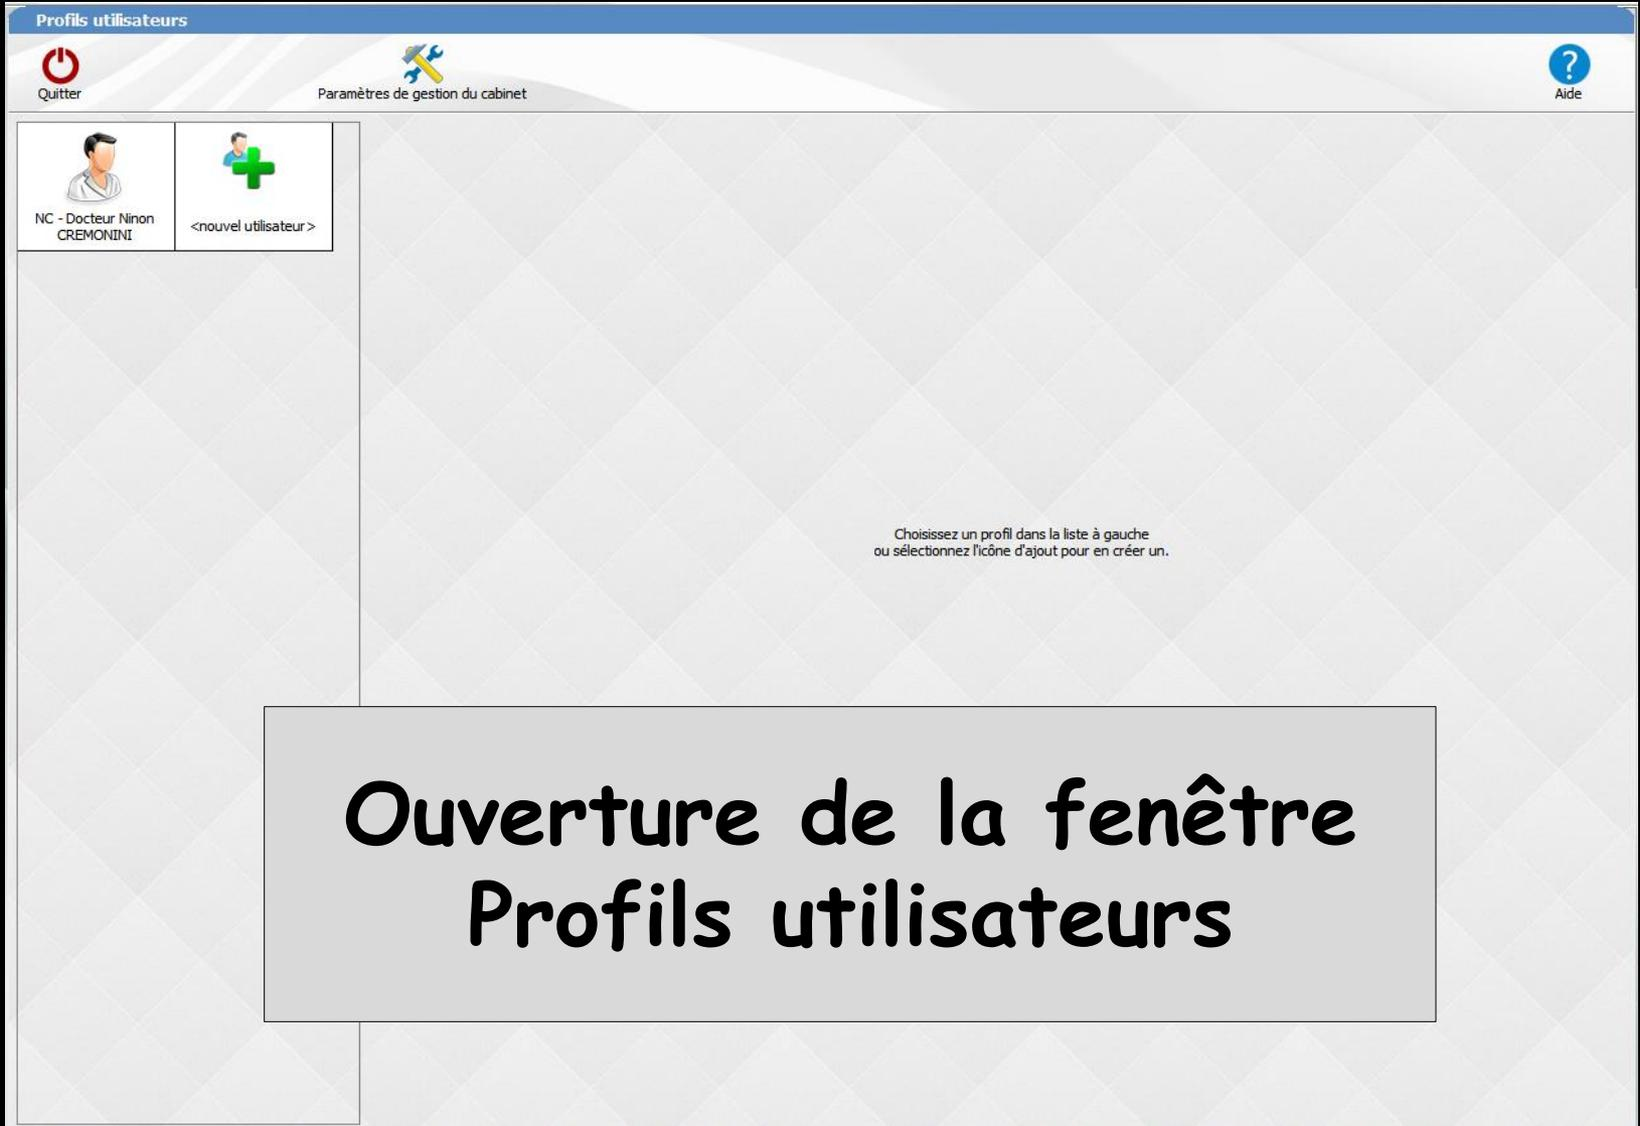 Profils utilisateurs
Quitter
Paramètres de gestion du cabinet
Aide
NC - Docteur Ninon
CREMONINI
<nouvel utilisateur>
Choisissez un profil dans la liste à gauche
ou sélectionnez l'icône d'ajout pour en créer un.
Ouverture de la fenêtre
Profils utilisateurs